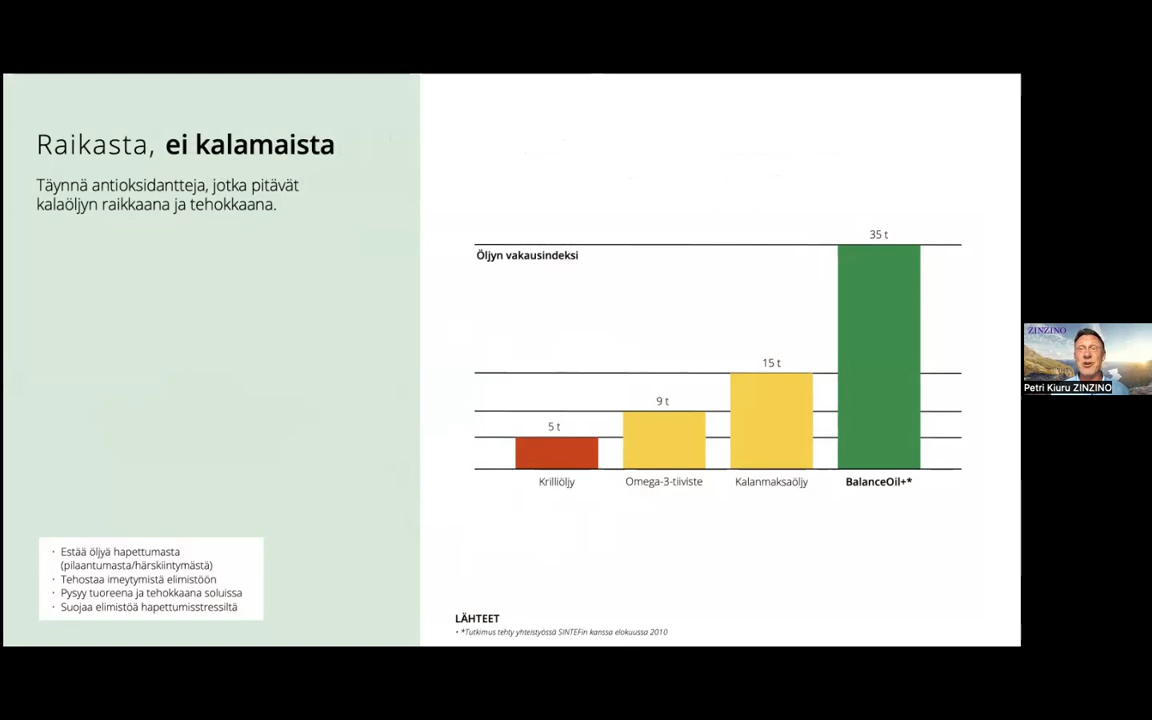 Raikasta, ei kalamaista
Täynnä antioksidantteja, jotka pitävät
kalaöljyn raikkaana ja tehokkaana.
· Estää öljyä hapettumasta
(pilaantumasta/härskiintymästä)
· Tehostaa imeytymistä elimistöön
· Pysyy tuoreena ja tehokkaana soluissa
· Suojaa elimistöä hapettumisstressiltä
35 t
Öljyn vakausindeksi
15 t
9 t
5 t
Krilliöljy
Omega-3-tiiviste
Kalanmaksaöljy
BalanceOil+*
LÄHTEET
• *Tutkimus tehty yhteistyössä SINTEFin kanssa elokuussa 2010
ZINZINO
Petri Kiuru ZINZINO